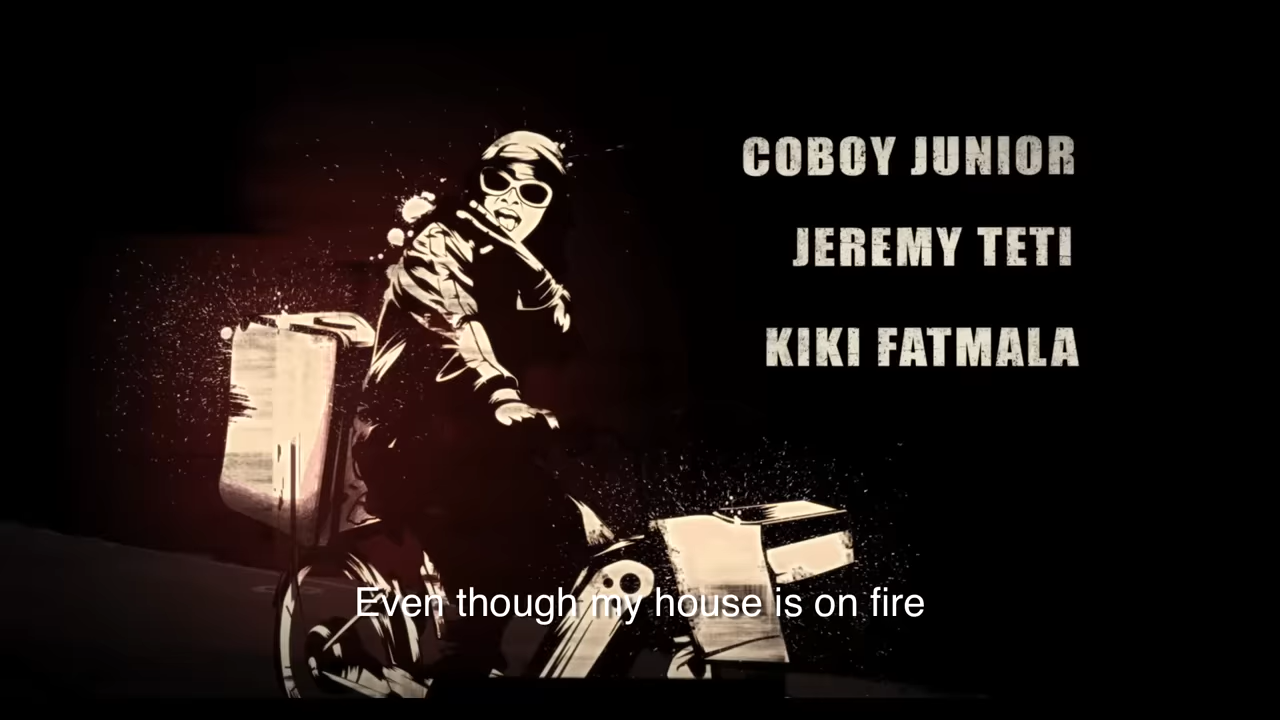 COBOY JUNIOR
JEREMY TETI
KIKI FATMALA
Even though my house is on fire